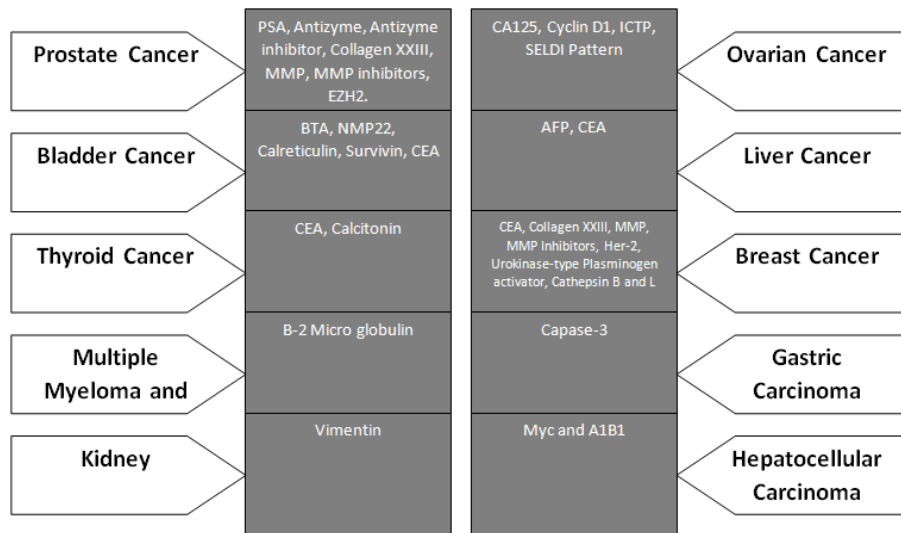 Prostate Cancer
PSA, Antizyme, Antizyme
inhibitor, Collagen XXIII,
MMP, MMP inhibitors,
EZH2.
CA125, Cyclin D1, ICTP,
SELDI Pattern
Ovarian Cancer
Bladder Cancer
BTA, NMP22,
Calreticulin, Survivin, CEA
AFP, CEA
Liver Cancer
Thyroid Cancer
CEA, Calcitonin
CEA, Collagen XXIII, MMP,
MMP Inhibitors, Her-2,
Urokinase-type Plasminogen
activator, Cathepsin B and L
Breast Cancer
Multiple
Myeloma and
B-2 Micro globulin
Capase-3
Gastric
Carcinoma
Kidney
Vimentin
Myc and A1B1
Hepatocellular
Carcinoma